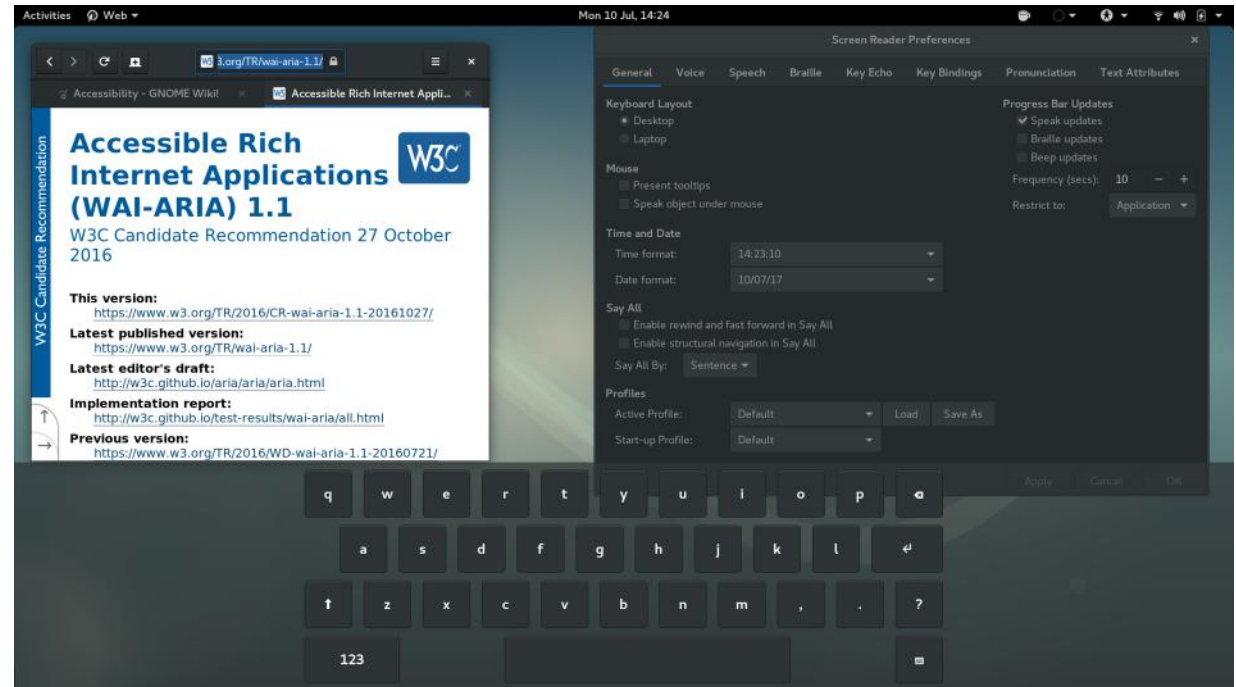 Activities Web
Mon 10 Jul, 14:24
3.org/TR/wai-aria-1.1/
Accessibility - GNOME Wiki!
Accessible Rich Internet Appli...
W3C Candidate Recommendation
Accessible Rich
Internet Applications
(WAI-ARIA) 1.1
W3C
W3C Candidate Recommendation 27 October
2016
This version:
https://www.w3.org/TR/2016/CR-wai-aria-1.1-20161027/
Latest published version:
https://www.w3.org/TR/wai-aria-1.1/
Latest editor's draft:
http://w3c.github.io/aria/aria/aria.html
Implementation report:
http://w3c.github.io/test-results/wai-aria/all.html
Previous version:
https://www.w3.org/TR/2016/WD-wai-aria-1.1-20160721/
Screen Reader Preferences
General Voice Speech Braille Key Echo Key Bindings Pronunciation Text Attributes
Keyboard Layout
Desktop
Laptop
Mouse
Present tooltips
Speak object under mouse
Time and Date
Time format: 14:23:10
Date format: 10/07/17
Say All
Enable rewind and fast forward in Say All
Enable structural navigation in Say All
Say All By: Sentence
Profiles
Active Profile: Default Load Save As
Start-up Profile: Default
Progress Bar Updates
Speak updates
Braille updates
Beep updates
Frequency (secs): 10 − +
Restrict to: Application
Apply Cancel OK
q w e r t y u i o p
a s d f g h j k l
z x c v b n m , . ?
123